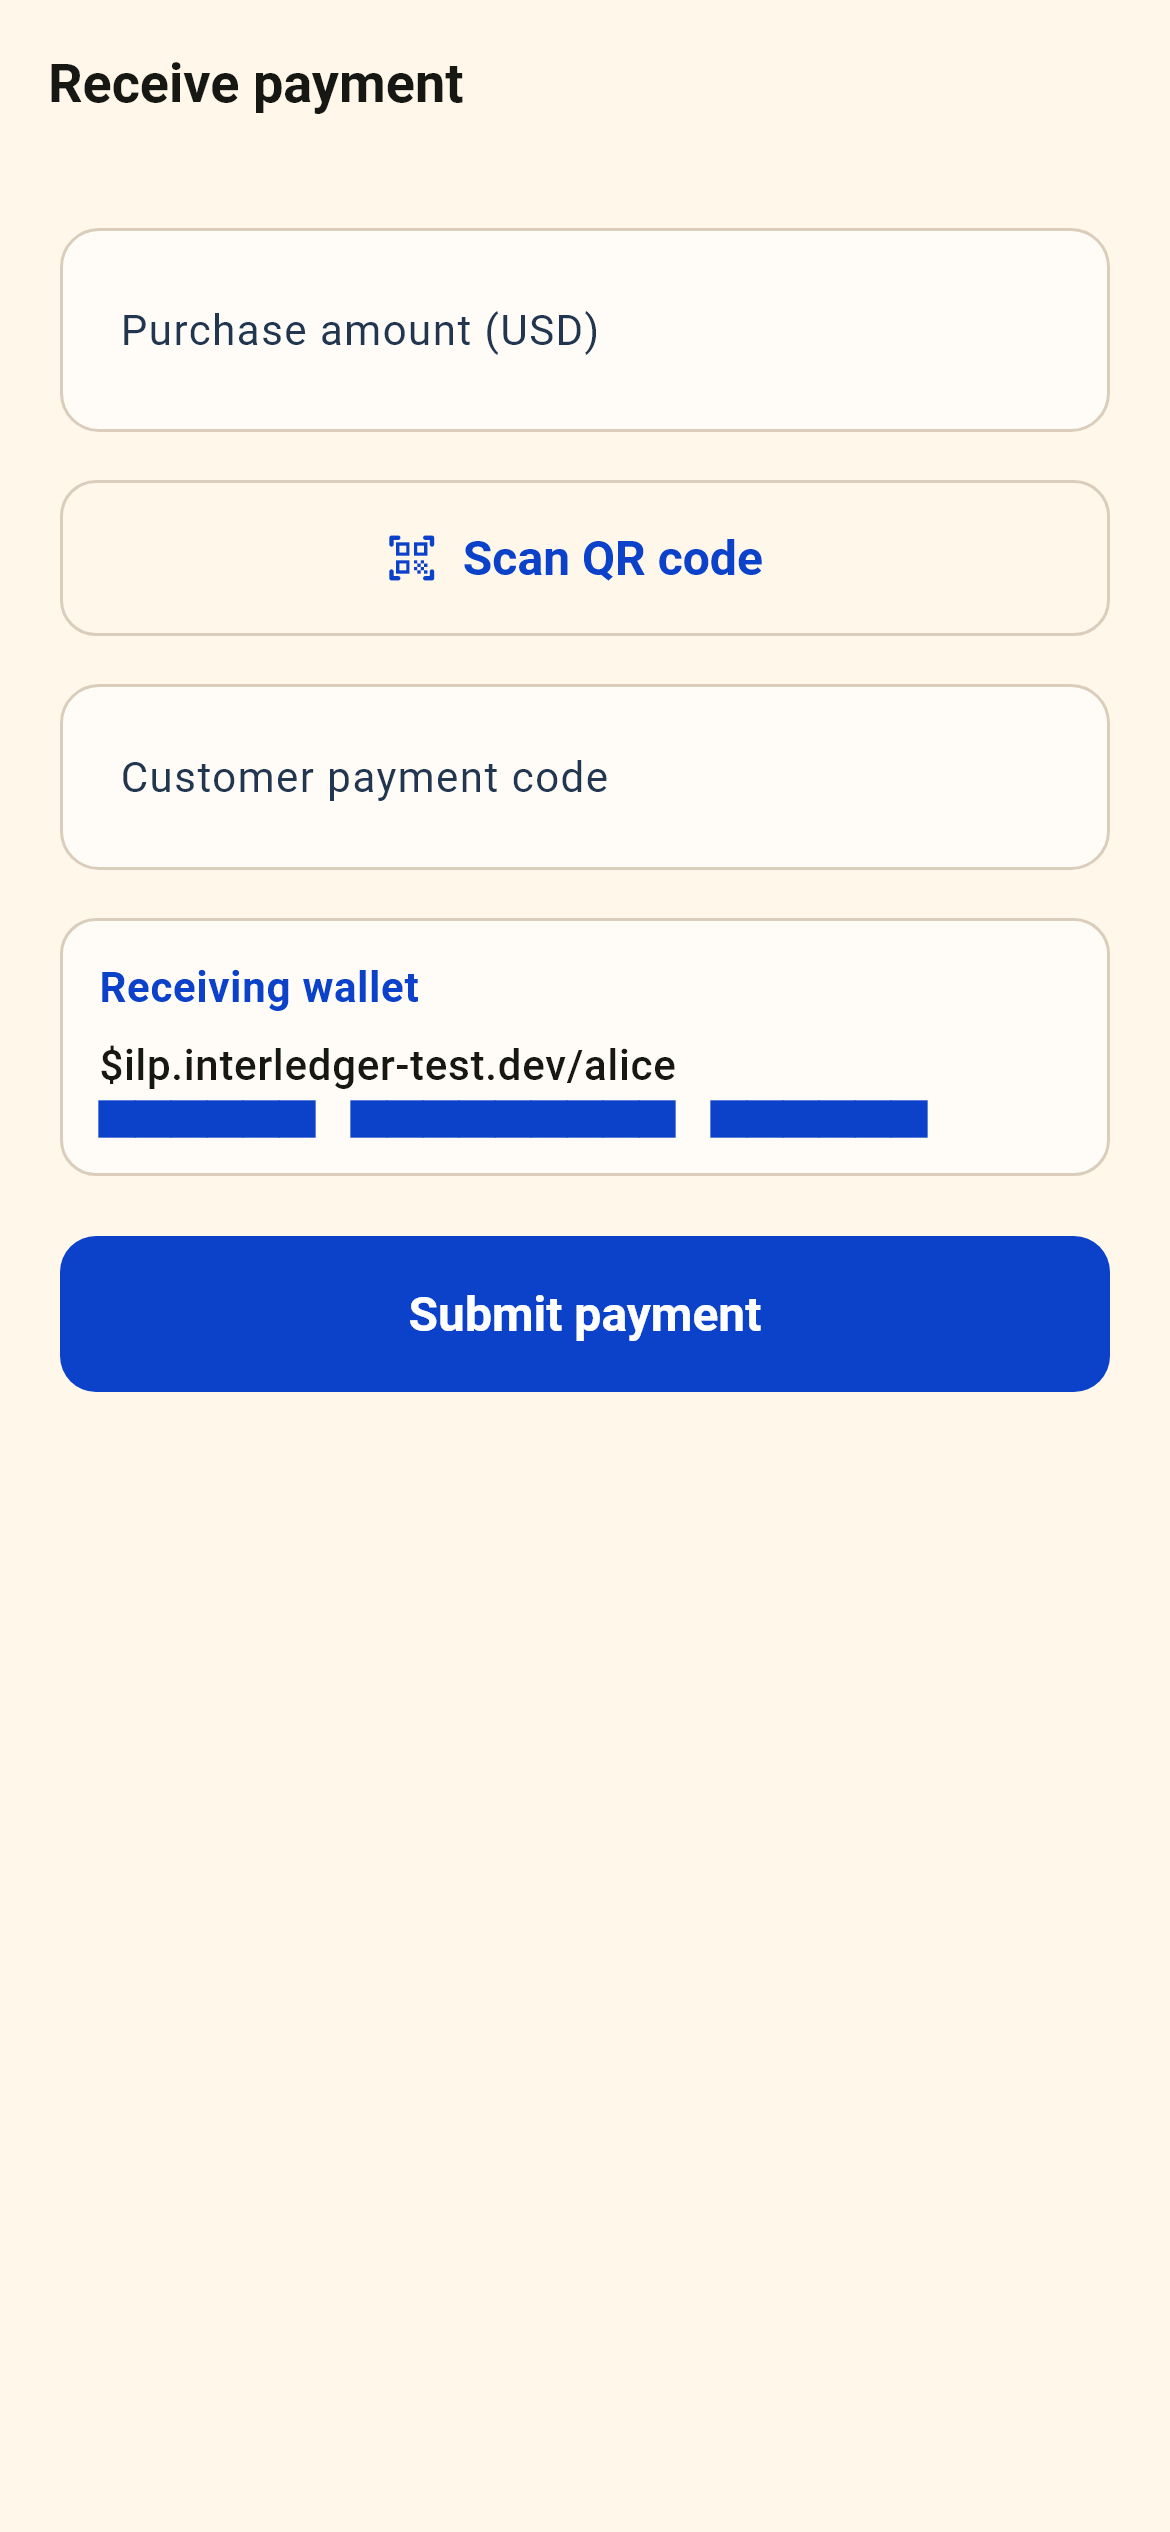 Receive payment
Purchase amount (USD)
Scan QR code
Customer payment code
Receiving wallet
$ilp.interledger-test.dev/alice
Submit payment